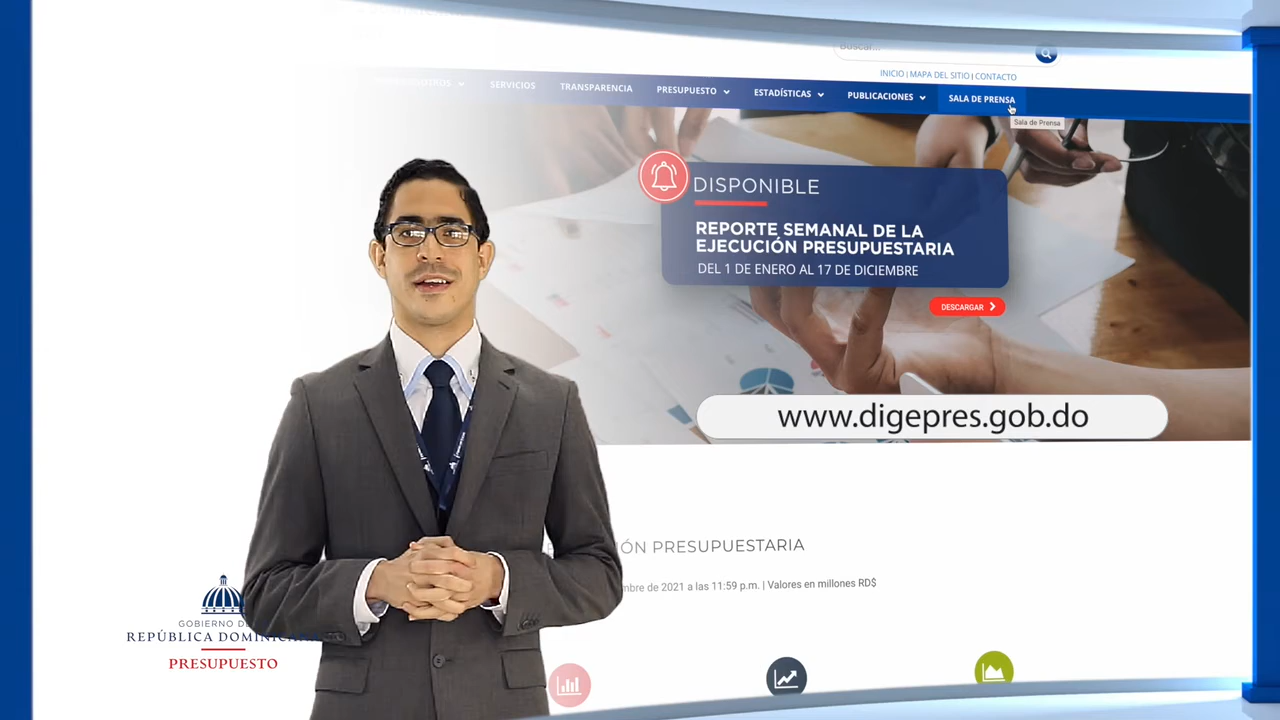 Buscar...
INICIO | MAPA DEL SITIO | CONTACTO
SERVICIOS
TRANSPARENCIA
PRESUPUESTO
ESTADÍSTICAS
PUBLICACIONES
SALA DE PRENSA
Sala de Prensa
DISPONIBLE
REPORTE SEMANAL DE LA
EJECUCIÓN PRESUPUESTARIA
DEL 1 DE ENERO AL 17 DE DICIEMBRE
DESCARGAR
www.digepres.gob.do
IÓN PRESUPUESTARIA
mbre de 2021 a las 11:59 p.m. | Valores en millones RD$
GOBIERNO DE
REPÚBLICA DOMINICANA
PRESUPUESTO